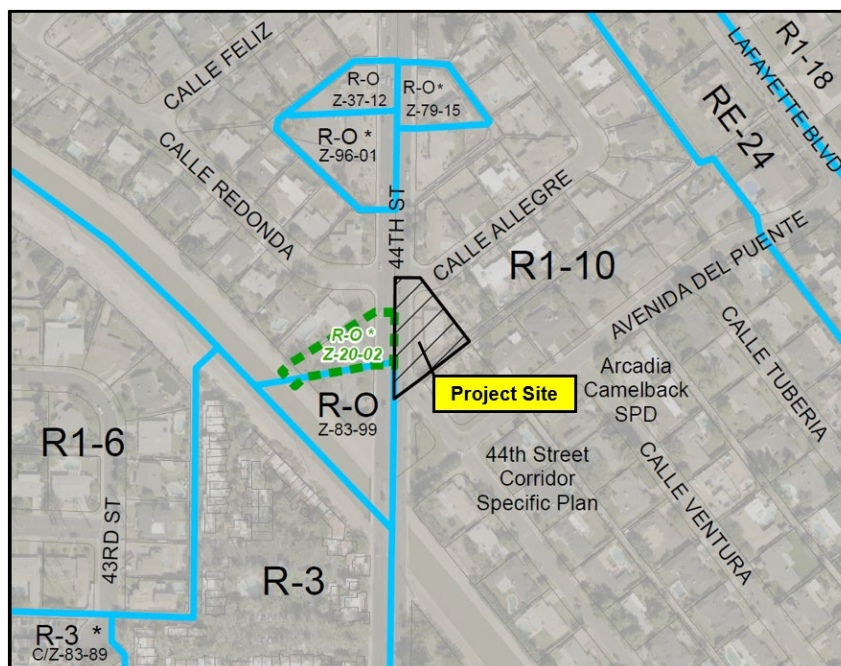 CALLE FELIZ
R-O
Z-37-12
R-O*
Z-79-15
R-O *
Z-96-01
R1-18
LAFAYETTE BLVD
RE-24
CALLE REDONDA
44TH ST
CALLE ALLEGRE
R1-10
AVENIDA DEL PUENTE
R-O *
Z-20-02
Project Site
Arcadia
Camelback
SPD
CALLE TUBERIA
R-O
Z-83-99
R1-6
44th Street
Corridor
Specific Plan
CALLE VENTURA
43RD ST
R-3
R-3 *
C/Z-83-89